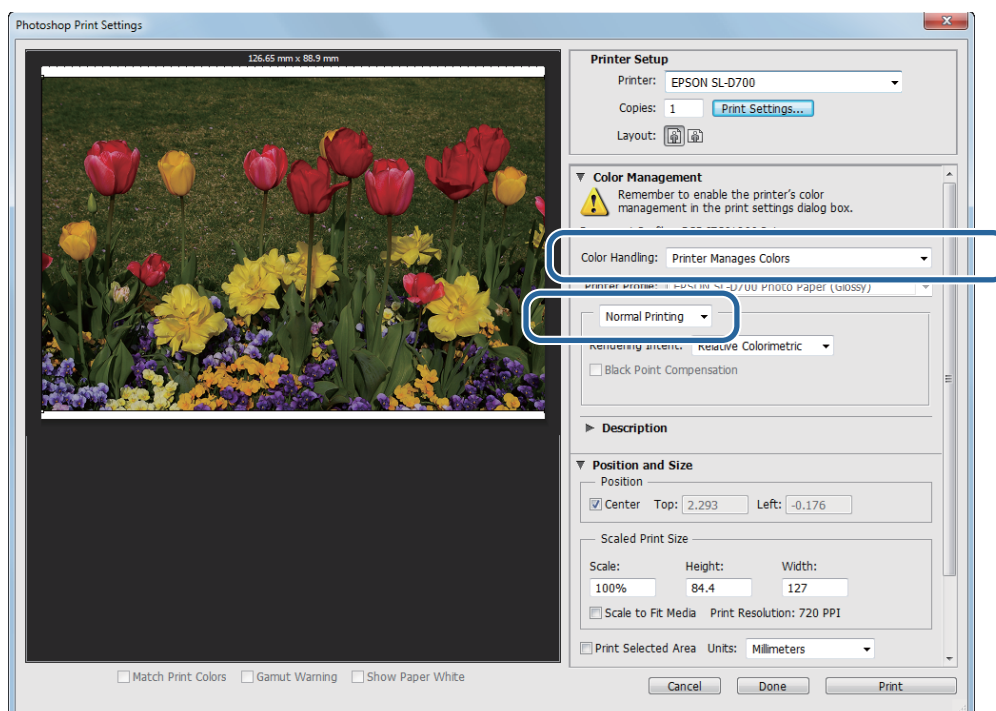 Photoshop Print Settings
x
126.65 mm x 88.9 mm
Printer Setup
Printer: EPSON SL-D700
Copies: 1 Print Settings...
Layout:
Color Management
Remember to enable the printer's color
management in the print settings dialog box.
Color Handling: Printer Manages Colors
Printer Profile: EPSON SL-D700 Photo Paper (Glossy)
Normal Printing
Rendering Intent: Relative Colorimetric
Black Point Compensation
Description
Position and Size
Position
Center Top: 2.293 Left: -0.176
Scaled Print Size
Scale: Height: Width:
100% 84.4 127
Scale to Fit Media Print Resolution: 720 PPI
Print Selected Area Units: Millimeters
Match Print Colors Gamut Warning Show Paper White
Cancel Done Print